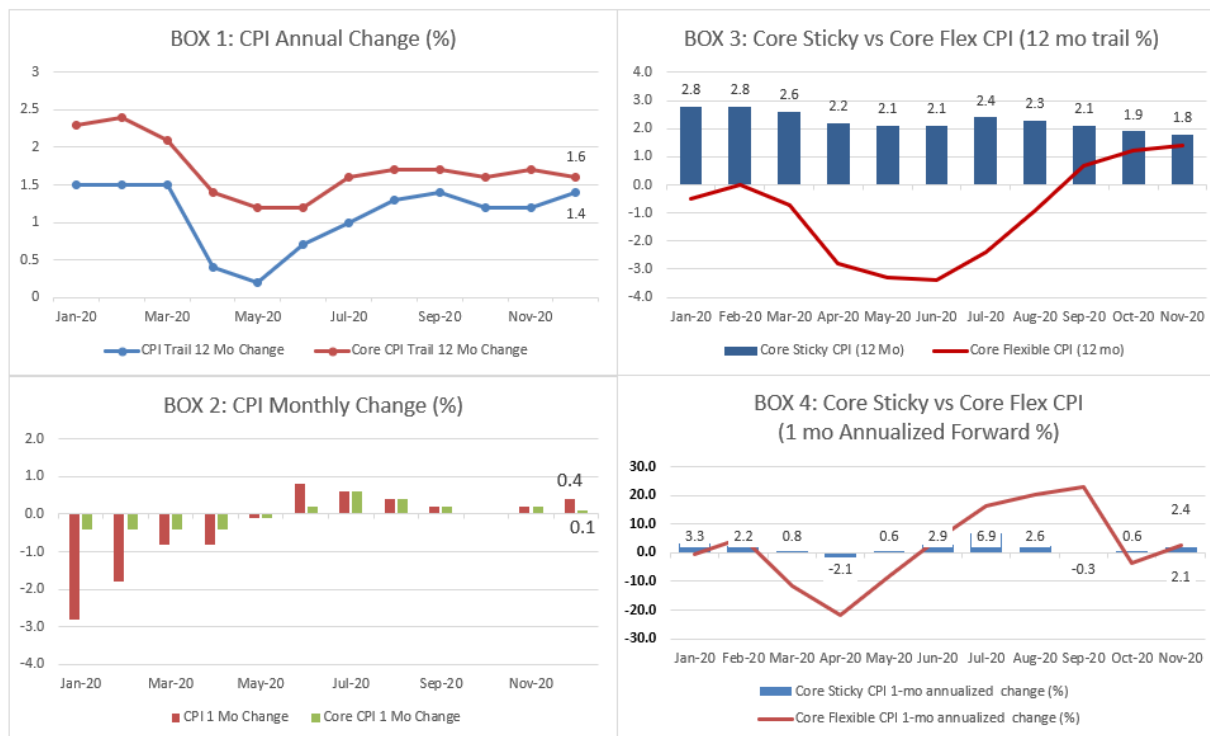 BOX 1: CPI Annual Change (%)
3
2.5
2
1.5
1
0.5
0
1.6
1.4
Jan-20 Mar-20 May-20 Jul-20 Sep-20 Nov-20
CPI Trail 12 Mo Change Core CPI Trail 12 Mo Change
BOX 3: Core Sticky vs Core Flex CPI (12 mo trail %)
4.0
3.0
2.0
1.0
0.0
-1.0
-2.0
-3.0
-4.0
2.8 2.8 2.6 2.2 2.1 2.1 2.4 2.3 2.1 1.9 1.8
Jan-20 Feb-20 Mar-20 Apr-20 May-20 Jun-20 Jul-20 Aug-20 Sep-20 Oct-20 Nov-20
Core Sticky CPI (12 Mo) Core Flexible CPI (12 mo)
BOX 2: CPI Monthly Change (%)
2.0
1.0
0.0
-1.0
-2.0
-3.0
-4.0
0.4
0.1
Jan-20 Mar-20 May-20 Jul-20 Sep-20 Nov-20
CPI 1 Mo Change Core CPI 1 Mo Change
BOX 4: Core Sticky vs Core Flex CPI
(1 mo Annualized Forward %)
30.0
20.0
10.0
0.0
-10.0
-20.0
-30.0
3.3 2.2 0.8 -2.1 0.6 2.9 6.9 2.6 -0.3 0.6 2.4
2.1
Jan-20 Feb-20 Mar-20 Apr-20 May-20 Jun-20 Jul-20 Aug-20 Sep-20 Oct-20 Nov-20
Core Sticky CPI 1-mo annualized change (%)
Core Flexible CPI 1-mo annualized change (%)